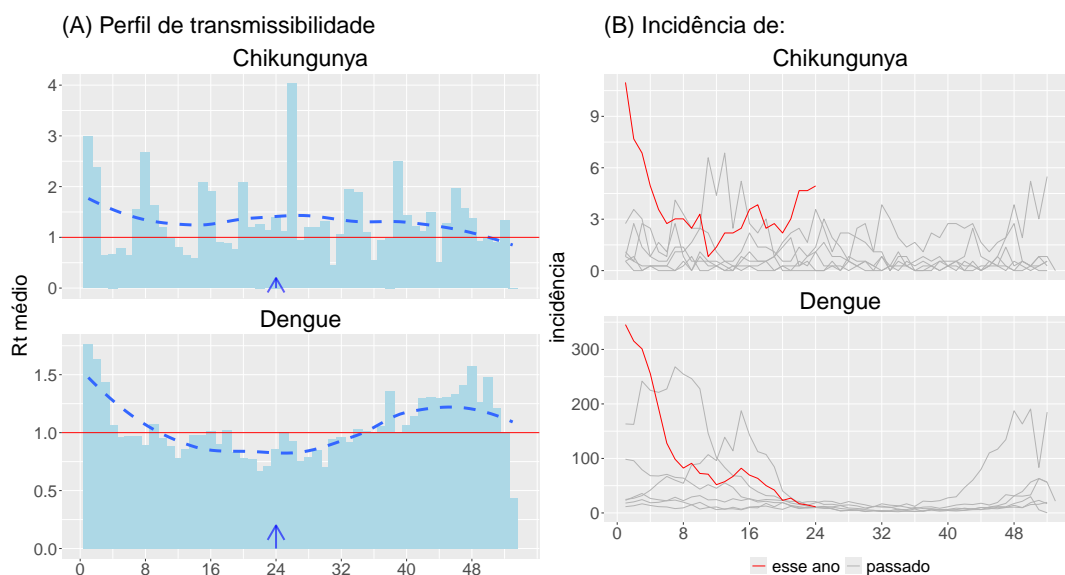 (A) Perfil de transmissibilidade
Chikungunya
4
3
2
1
0
Dengue
1.5
1.0
0.5
0.0
0 8 16 24 32 40 48
Rt médio
(B) Incidência de:
Chikungunya
9
6
3
0
Dengue
300
200
100
0
0 8 16 24 32 40 48
incidência
esse ano passado